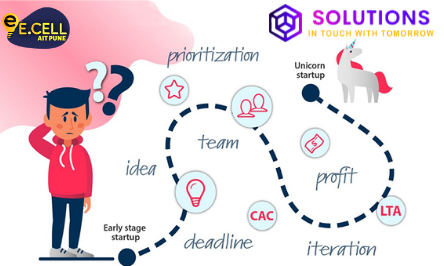 E.CELL
AIT PUNE
SOLUTIONS
IN TOUCH WITH TOMORROW
prioritization
Unicorn
startup
team
idea
profit
CAC
LTA
Early stage
startup
deadline
iteration